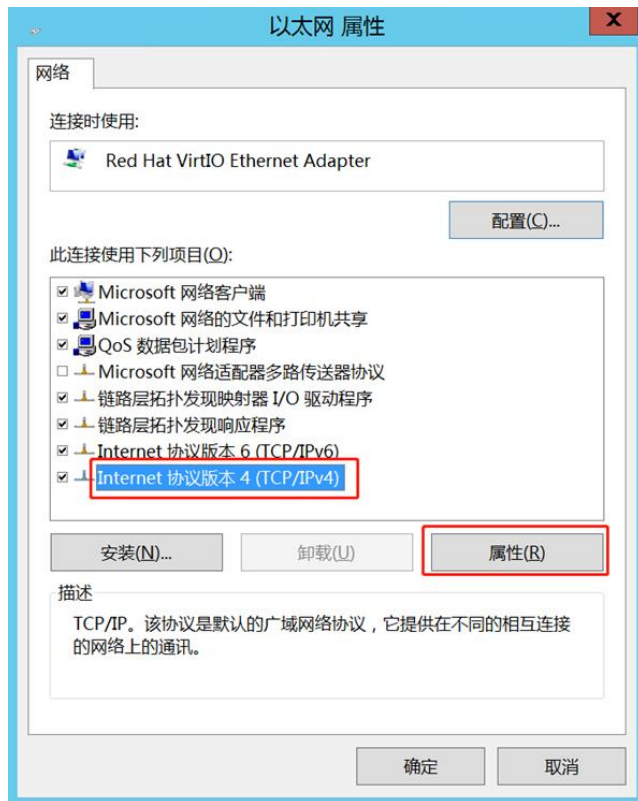 以太网 属性
网络
连接时使用:
Red Hat VirtIO Ethernet Adapter
配置(C)...
此连接使用下列项目(O):
Microsoft 网络客户端
Microsoft 网络的文件和打印机共享
QoS 数据包计划程序
Microsoft 网络适配器多路传送器协议
链路层拓扑发现映射器 I/O 驱动程序
链路层拓扑发现响应程序
Internet 协议版本 6 (TCP/IPv6)
Internet 协议版本 4 (TCP/IPv4)
安装(N)... 卸载(U) 属性(R)
描述
TCP/IP。该协议是默认的广域网络协议，它提供在不同的相互连接
的网络上的通讯。
确定 取消